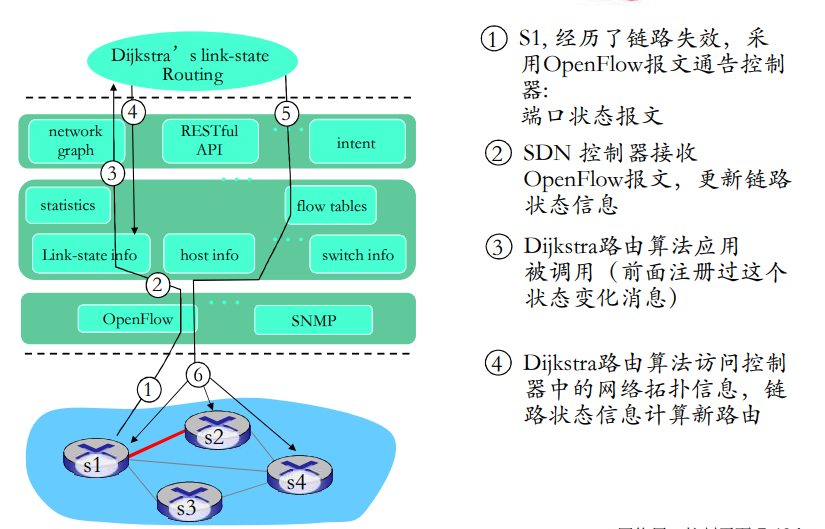 Dijkstra’s link-state
Routing
network
graph
RESTful
API
intent
statistics
flow tables
Link-state info
host info
switch info
OpenFlow
SNMP
①
②
③
④
⑤
⑥
s1
s2
s3
s4
① S1, 经历了链路失效，采
用OpenFlow报文通告控制
器:
端口状态报文
② SDN 控制器接收
OpenFlow报文，更新链路
状态信息
③ Dijkstra路由算法应用
被调用（前面注册过这个
状态变化消息）
④ Dijkstra路由算法访问控制
器中的网络拓扑信息，链
路状态信息计算新路由